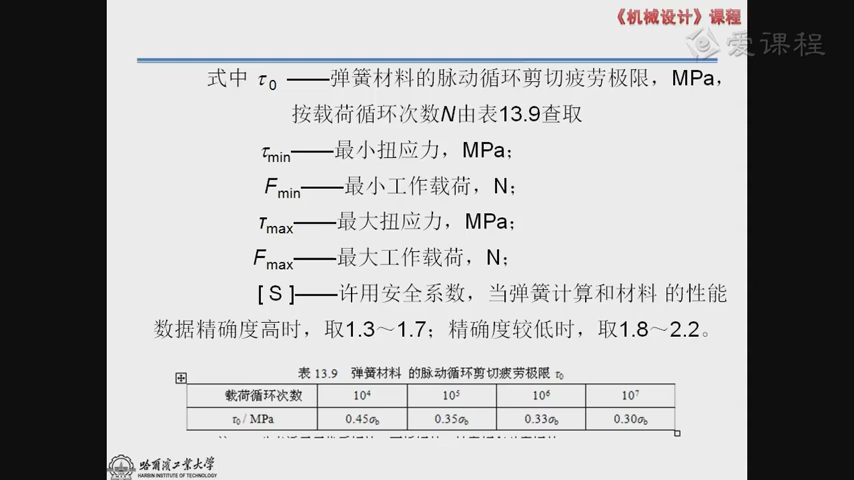 《机械设计》课程
爱课程
式中 τ0 ——弹簧材料的脉动循环剪切疲劳极限，MPa，
按载荷循环次数N由表13.9查取
τmin——最小扭应力，MPa；
Fmin——最小工作载荷，N；
τmax——最大扭应力，MPa；
Fmax——最大工作载荷，N；
[ S ]——许用安全系数，当弹簧计算和材料 的性能
数据精确度高时，取1.3～1.7；精确度较低时，取1.8～2.2。
表 13.9 弹簧材料 的脉动循环剪切疲劳极限 τ0
载荷循环次数 10⁴ 10⁵ 10⁶ 10⁷
τ0 / MPa 0.45σb 0.35σb 0.33σb 0.30σb
哈尔滨工业大学
HARBIN INSTITUTE OF TECHNOLOGY